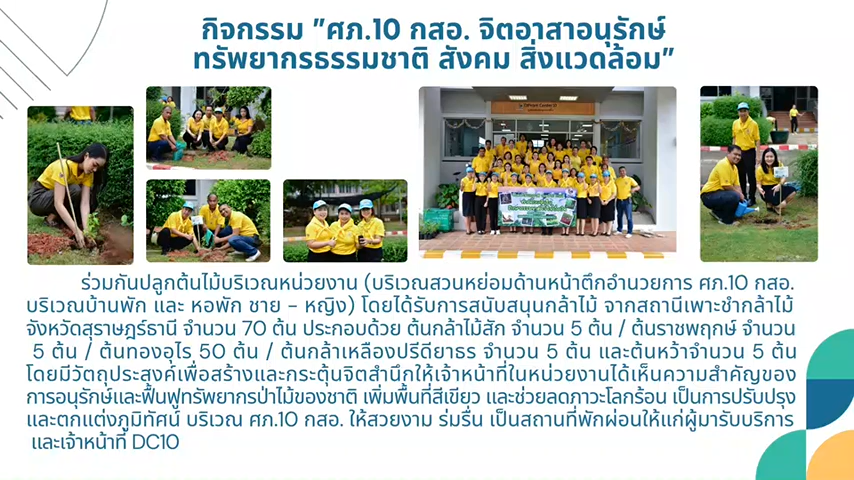 กิจกรรม "ศภ.10 กสอ. จิตอาสาอนุรักษ์
ทรัพยากรธรรมชาติ สังคม สิ่งแวดล้อม"
ร่วมกันปลูกต้นไม้บริเวณหน่วยงาน (บริเวณสวนหย่อมด้านหน้าตึกอำนวยการ ศภ.10 กสอ.
บริเวณบ้านพัก และ หอพัก ชาย – หญิง) โดยได้รับการสนับสนุนกล้าไม้ จากสถานีเพาะชำกล้าไม้
จังหวัดสุราษฎร์ธานี จำนวน 70 ต้น ประกอบด้วย ต้นกล้าไม้สัก จำนวน 5 ต้น / ต้นราชพฤกษ์ จำนวน
5 ต้น / ต้นทองอุไร 50 ต้น / ต้นกล้าเหลืองปรีดียาธร จำนวน 5 ต้น และต้นหว้าจำนวน 5 ต้น
โดยมีวัตถุประสงค์เพื่อสร้างและกระตุ้นจิตสำนึกให้เจ้าหน้าที่ในหน่วยงานได้เห็นความสำคัญของ
การอนุรักษ์และฟื้นฟูทรัพยากรป่าไม้ของชาติ เพิ่มพื้นที่สีเขียว และช่วยลดภาวะโลกร้อน เป็นการปรับปรุง
และตกแต่งภูมิทัศน์ บริเวณ ศภ.10 กสอ. ให้สวยงาม ร่มรื่น เป็นสถานที่พักผ่อนให้แก่ผู้มารับบริการ
และเจ้าหน้าที่ DC10